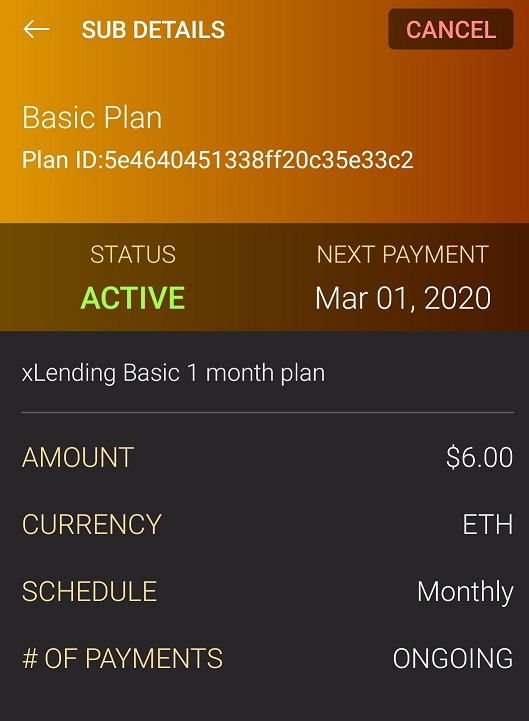 SUB DETAILS CANCEL
Basic Plan
Plan ID:5e4640451338ff20c35e33c2
STATUS NEXT PAYMENT
ACTIVE Mar 01, 2020
xLending Basic 1 month plan
AMOUNT $6.00
CURRENCY ETH
SCHEDULE Monthly
# OF PAYMENTS ONGOING